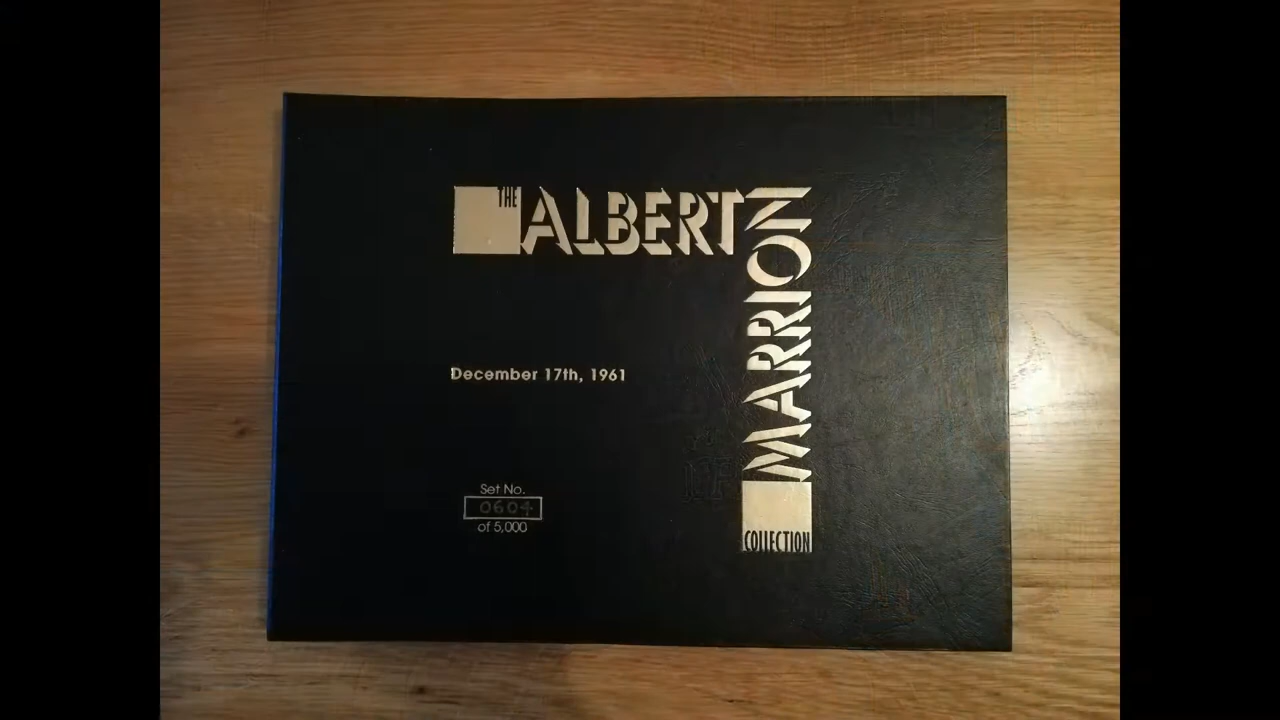 THE ALBERT
MARRION
COLLECTION
December 17th, 1961
Set No.
0604
of 5,000